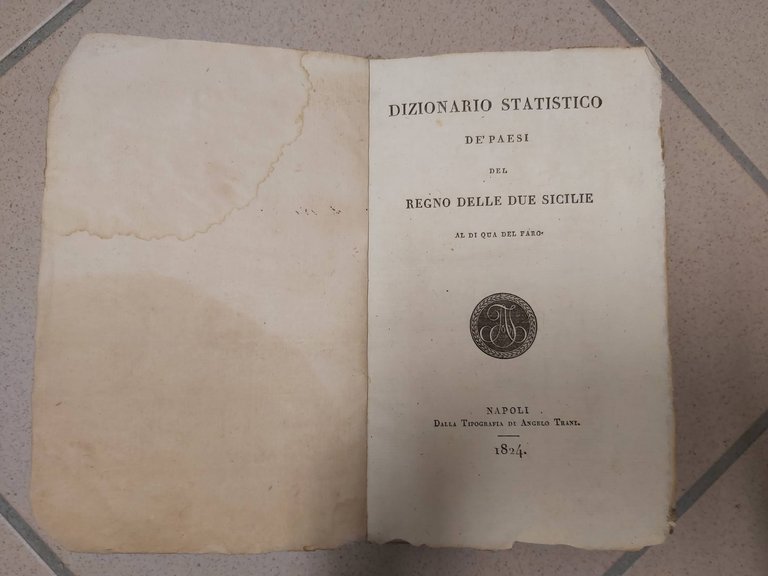 DIZIONARIO STATISTICO
DE' PAESI
DEL
REGNO DELLE DUE SICILIE
AL DI QUA DEL FARO.
NAPOLI
DALLA TIPOGRAFIA DI ANGELO TRANI.
1824.